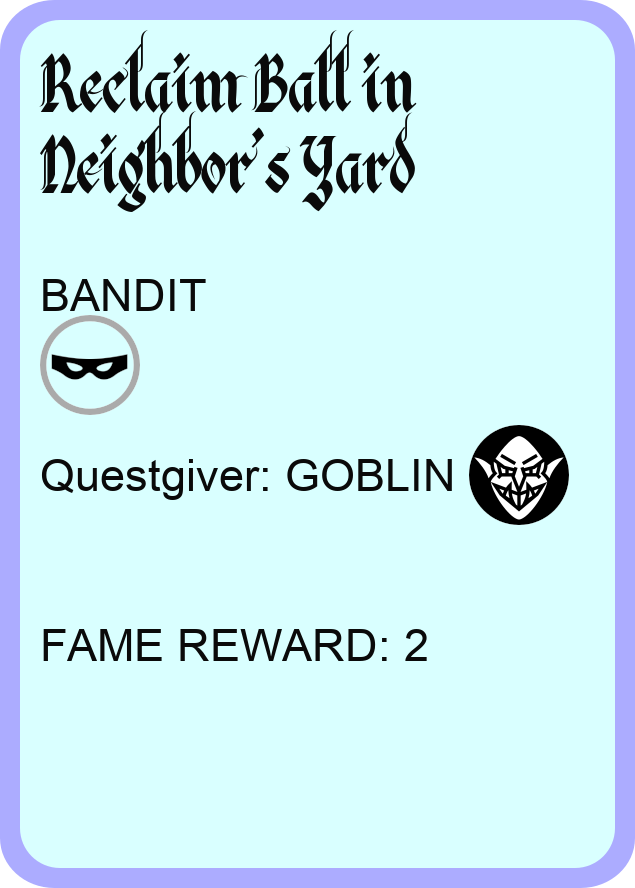 Reclaim Ball in
Neighbor's Yard
BANDIT
Questgiver: GOBLIN
FAME REWARD: 2